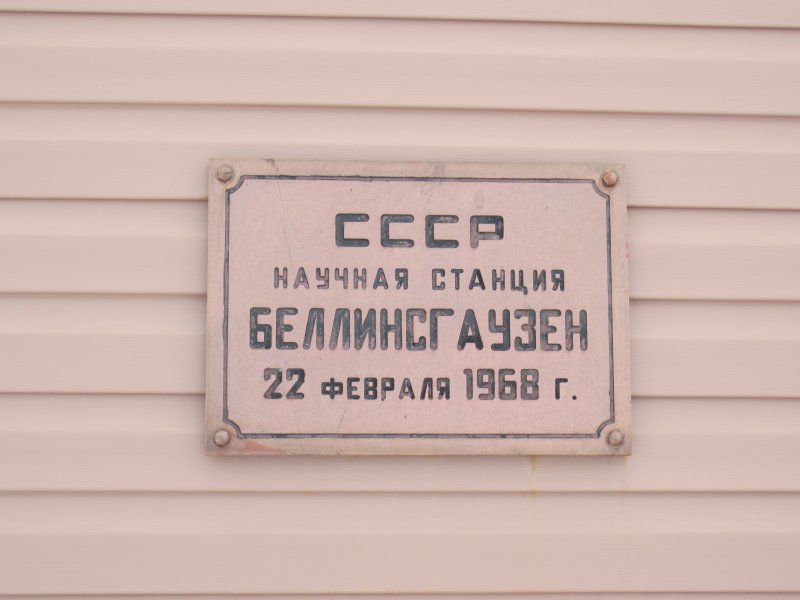 СССР
НАУЧНАЯ СТАНЦИЯ
БЕЛЛИНСГАУЗЕН
22 ФЕВРАЛЯ 1968 Г.